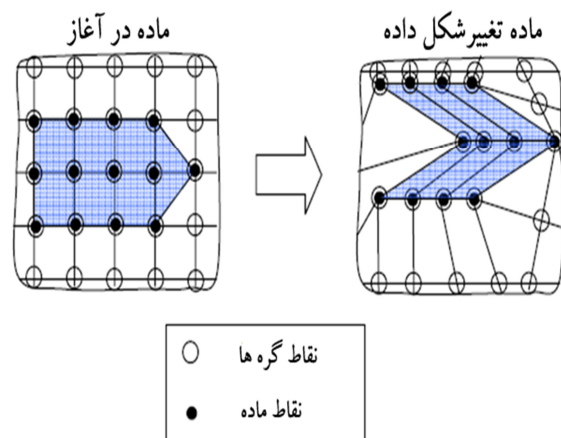 ماده در آغاز
ماده تغییرشکل داده
نقاط گره ها
نقاط ماده